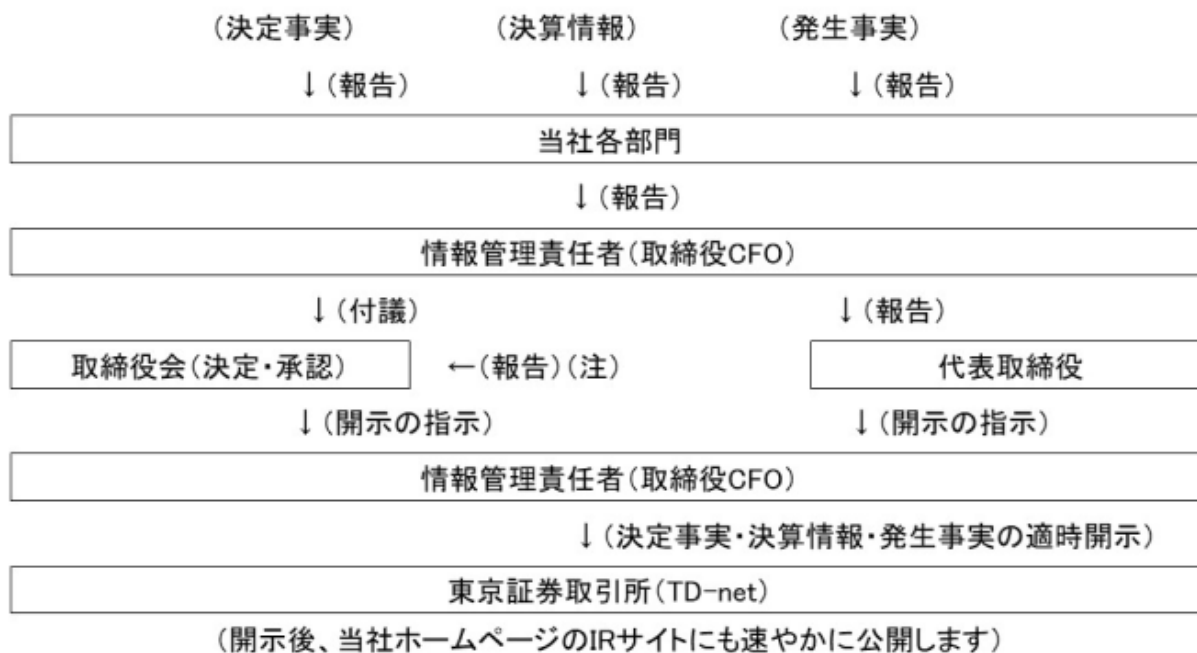 (決定事実) (決算情報) (発生事実)
↓(報告) ↓(報告) ↓(報告)
当社各部門
↓(報告)
情報管理責任者(取締役CFO)
↓(付議) ↓(報告)
取締役会(決定・承認) ←(報告)(注) 代表取締役
↓(開示の指示) ↓(開示の指示)
情報管理責任者(取締役CFO)
↓(決定事実・決算情報・発生事実の適時開示)
東京証券取引所(TD-net)
(開示後、当社ホームページのIRサイトにも速やかに公開します)